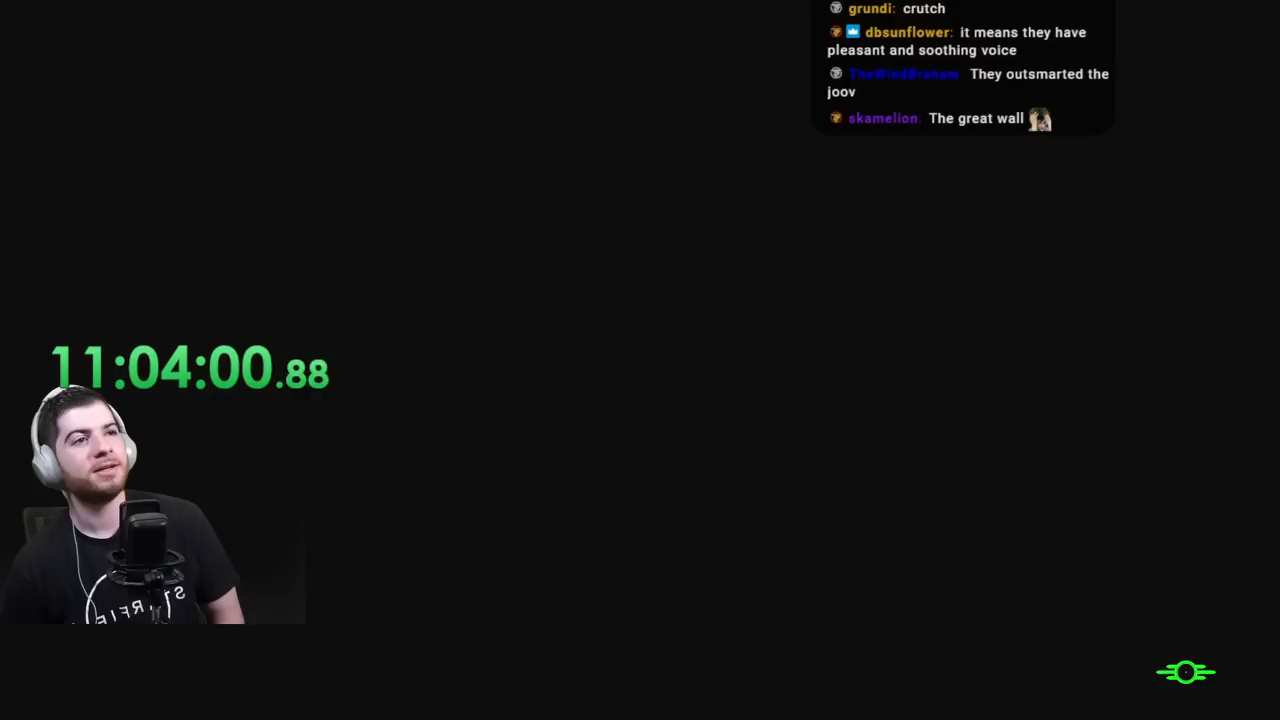 grundi: crutch
dbsunflower: it means they have
pleasant and soothing voice
TheWindBraham They outsmarted the
joov
skamelion: The great wall
11:04:00.88